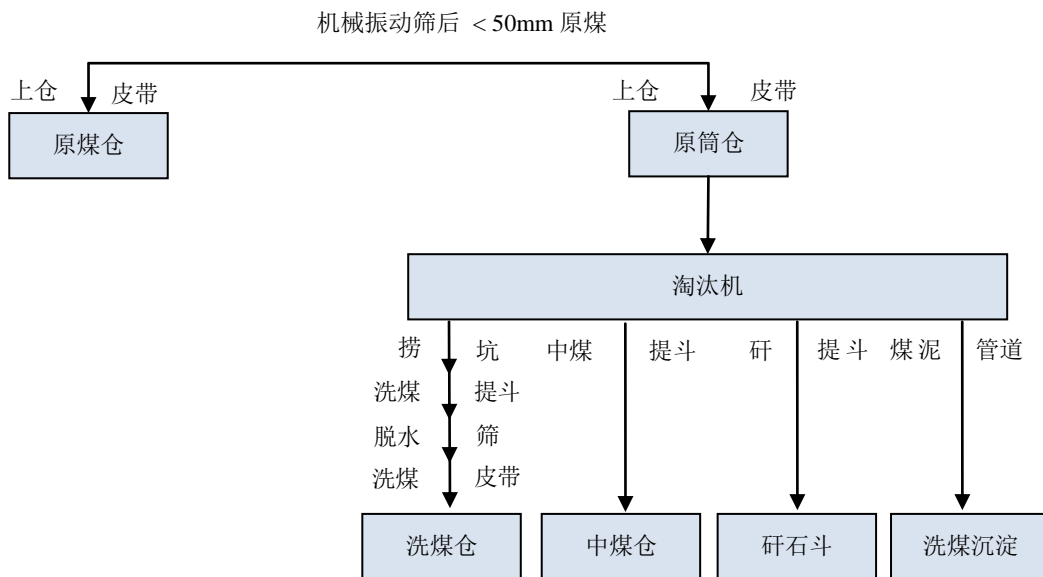 机械振动筛后 < 50mm 原煤
上仓 皮带 上仓 皮带
原煤仓 原筒仓
淘汰机
捞 坑 中煤 提斗 矸 提斗 煤泥 管道
洗煤 提斗
脱水 筛
洗煤 皮带
洗煤仓 中煤仓 矸石斗 洗煤沉淀